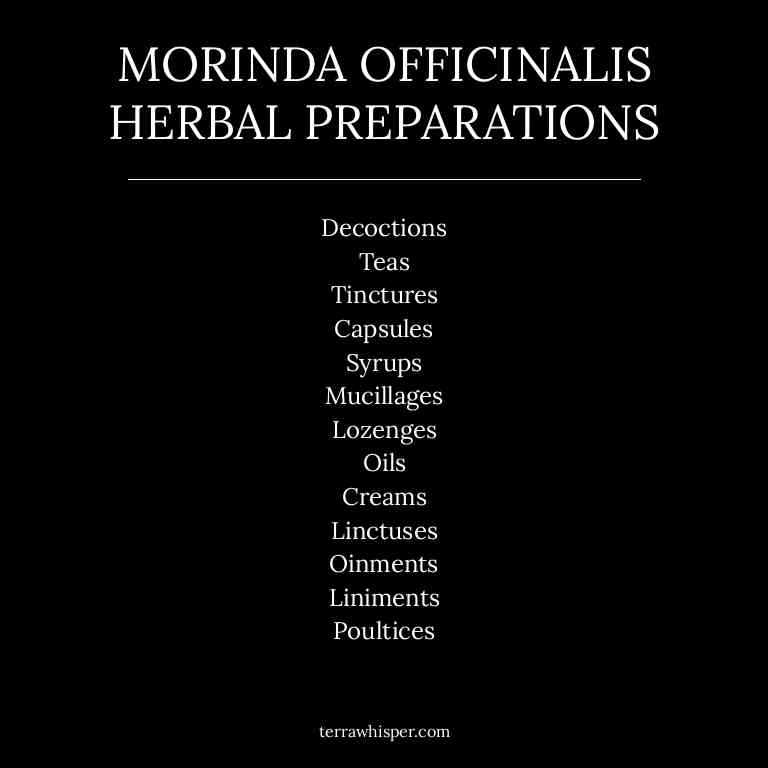 MORINDA OFFICINALIS
HERBAL PREPARATIONS
Decoctions
Teas
Tinctures
Capsules
Syrups
Mucillages
Lozenges
Oils
Creams
Linctuses
Oinments
Liniments
Poultices
terrawhisper.com